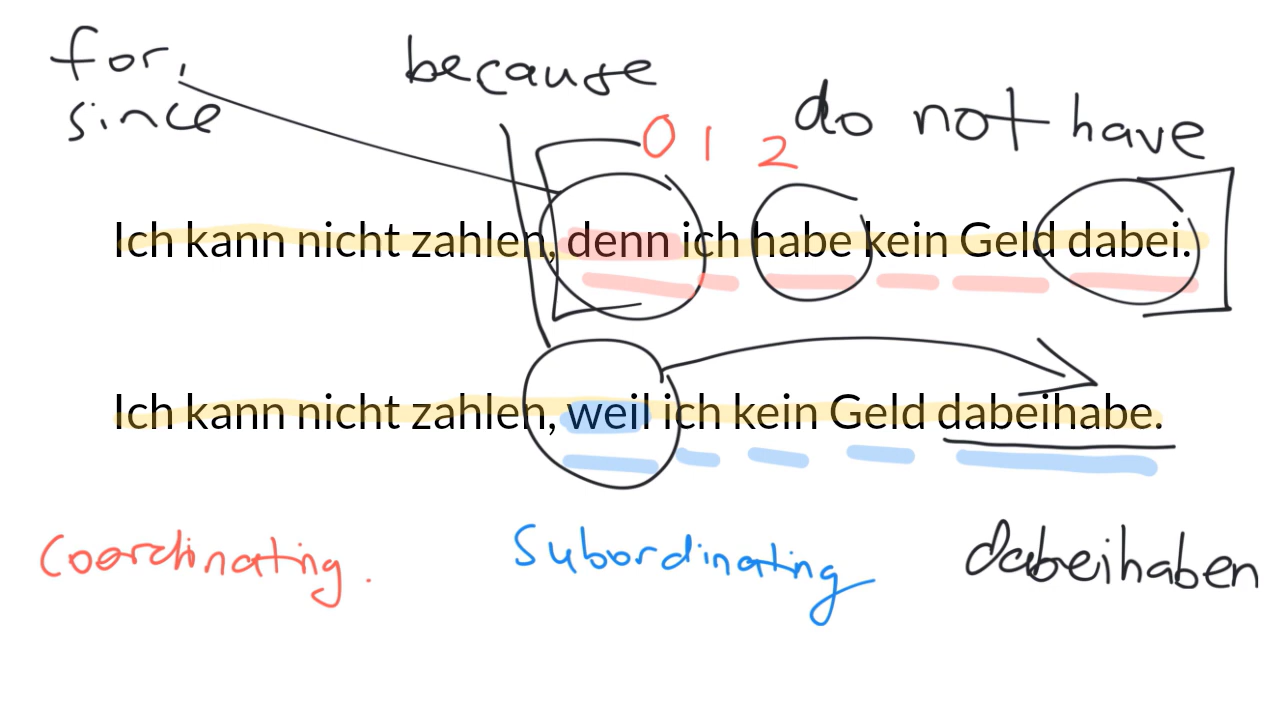 for,
since
because
do not have
0 1 2
Ich kann nicht zahlen, denn ich habe kein Geld dabei.
Ich kann nicht zahlen, weil ich kein Geld dabeihabe.
Coordinating.
Subordinating
dabeihaben